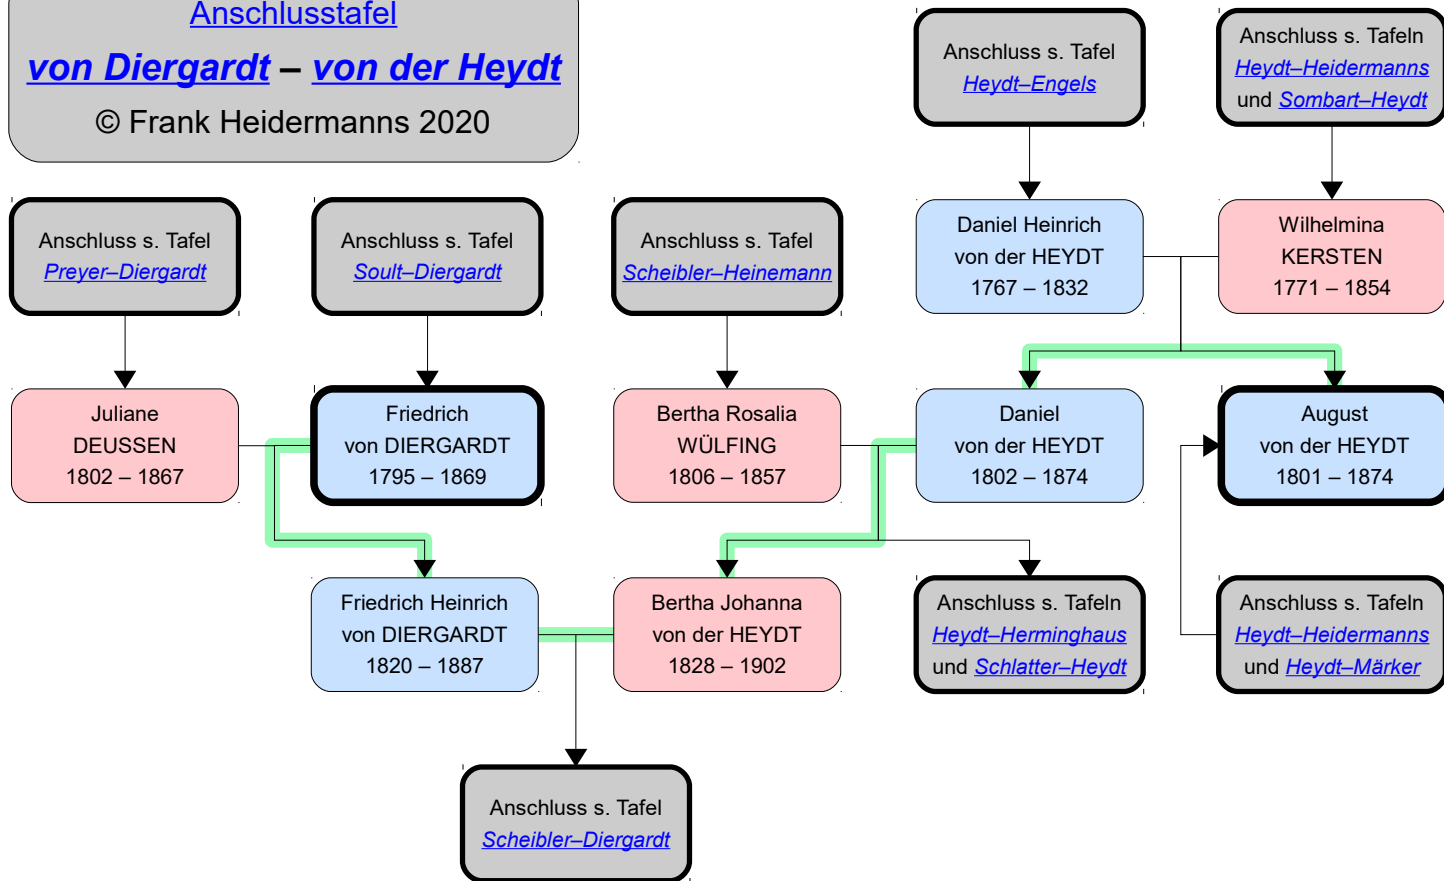 Anschlusstafel
von Diergardt – von der Heydt
© Frank Heidermanns 2020
Anschluss s. Tafel
Heydt–Engels
Anschluss s. Tafeln
Heydt–Heidermanns
und Sombart–Heydt
Anschluss s. Tafel
Preyer–Diergardt
Anschluss s. Tafel
Soult–Diergardt
Anschluss s. Tafel
Scheibler–Heinemann
Daniel Heinrich
von der HEYDT
1767 – 1832
Wilhelmina
KERSTEN
1771 – 1854
Juliane
DEUSSEN
1802 – 1867
Friedrich
von DIERGARDT
1795 – 1869
Bertha Rosalia
WÜLFING
1806 – 1857
Daniel
von der HEYDT
1802 – 1874
August
von der HEYDT
1801 – 1874
Friedrich Heinrich
von DIERGARDT
1820 – 1887
Bertha Johanna
von der HEYDT
1828 – 1902
Anschluss s. Tafeln
Heydt–Herminghaus
und Schlatter–Heydt
Anschluss s. Tafeln
Heydt–Heidermanns
und Heydt–Märker
Anschluss s. Tafel
Scheibler–Diergardt